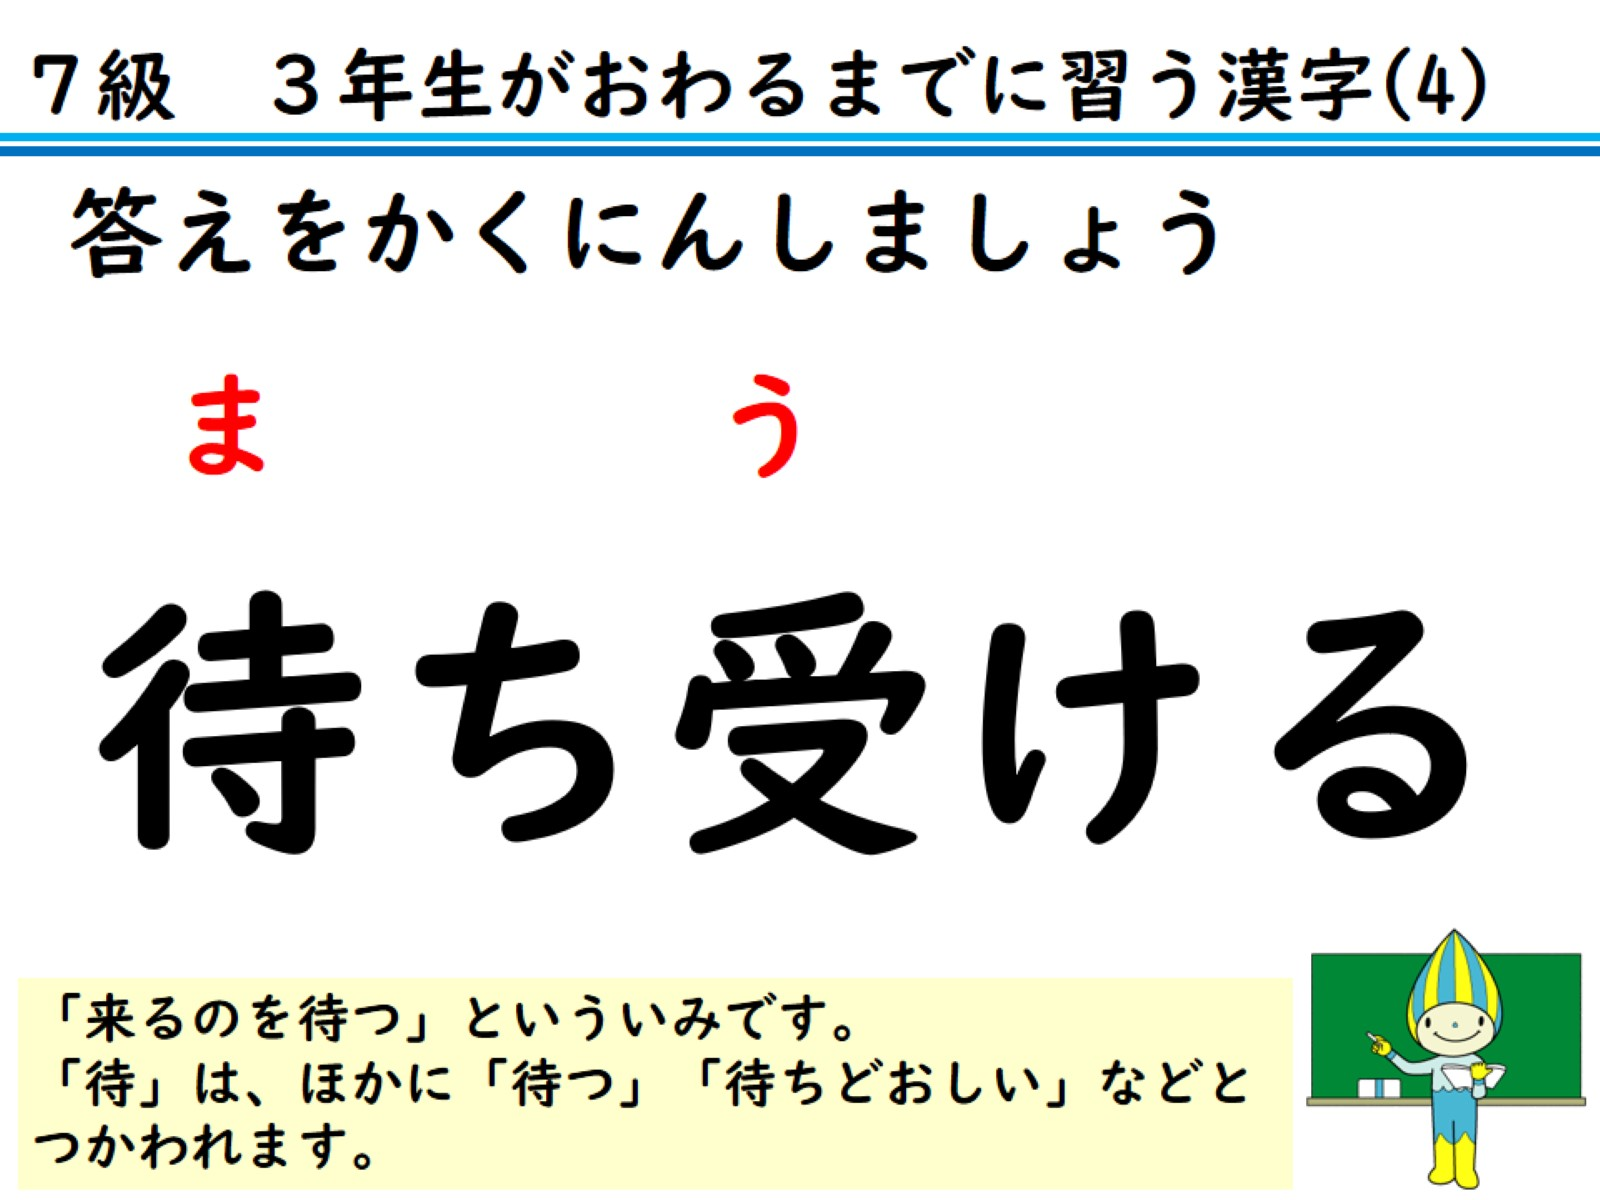 ７級　３年生がおわるまでに習う漢字(4)
答えをかくにんしましょう
ま　う
待ち受ける
「来るのを待つ」といういみです。
「待」は、ほかに「待つ」「待ちどおしい」などと
つかわれます。